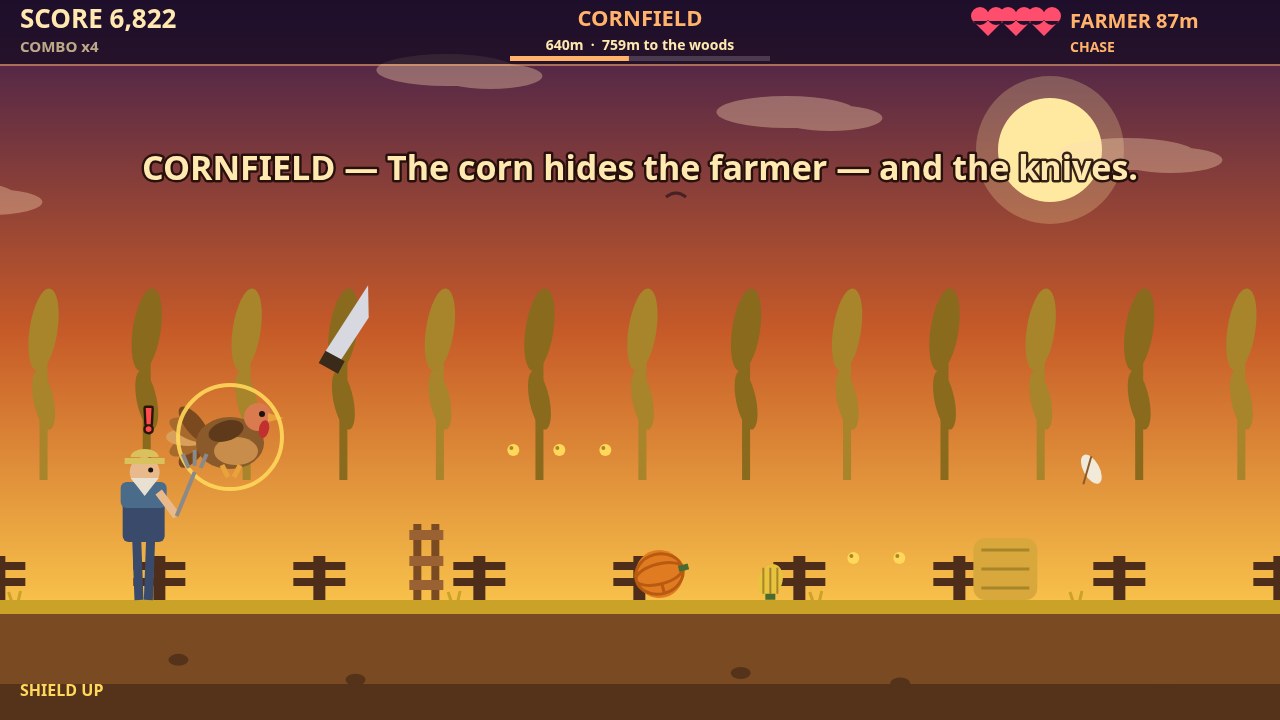 SCORE 6,822
COMBO x4
CORNFIELD
640m · 759m to the woods
FARMER 87m
CHASE
CORNFIELD — The corn hides the farmer — and the knives.
!
SHIELD UP